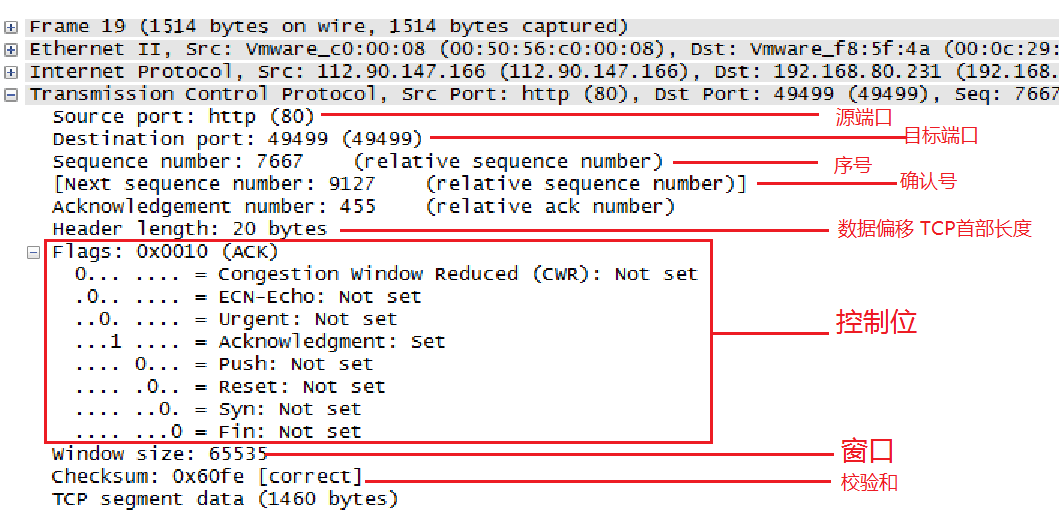 Frame 19 (1514 bytes on wire, 1514 bytes captured)
Ethernet II, Src: Vmware_c0:00:08 (00:50:56:c0:00:08), Dst: Vmware_f8:5f:4a (00:0c:29:
Internet Protocol, Src: 112.90.147.166 (112.90.147.166), Dst: 192.168.80.231 (192.168.
Transmission Control Protocol, Src Port: http (80), Dst Port: 49499 (49499), Seq: 7667
Source port: http (80) 源端口
Destination port: 49499 (49499) 目标端口
Sequence number: 7667 (relative sequence number) 序号
[Next sequence number: 9127 (relative sequence number)] 确认号
Acknowledgement number: 455 (relative ack number)
Header length: 20 bytes 数据偏移 TCP首部长度
Flags: 0x0010 (ACK)
0... .... = Congestion Window Reduced (CWR): Not set
.0.. .... = ECN-Echo: Not set
..0. .... = Urgent: Not set
...1 .... = Acknowledgment: Set
控制位
.... 0... = Push: Not set
.... .0.. = Reset: Not set
.... ..0. = Syn: Not set
.... ...0 = Fin: Not set
Window size: 65535 窗口
Checksum: 0x60fe [correct] 校验和
TCP segment data (1460 bytes)